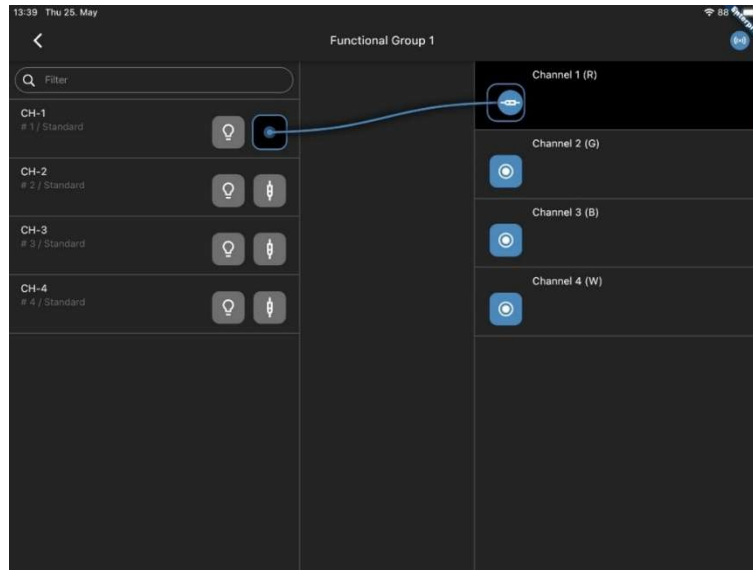 13:39 Thu 25. May
88
Functional Group 1
Filter
CH-1
# 1 / Standard
CH-2
# 2 / Standard
CH-3
# 3 / Standard
CH-4
# 4 / Standard
Channel 1 (R)
Channel 2 (G)
Channel 3 (B)
Channel 4 (W)